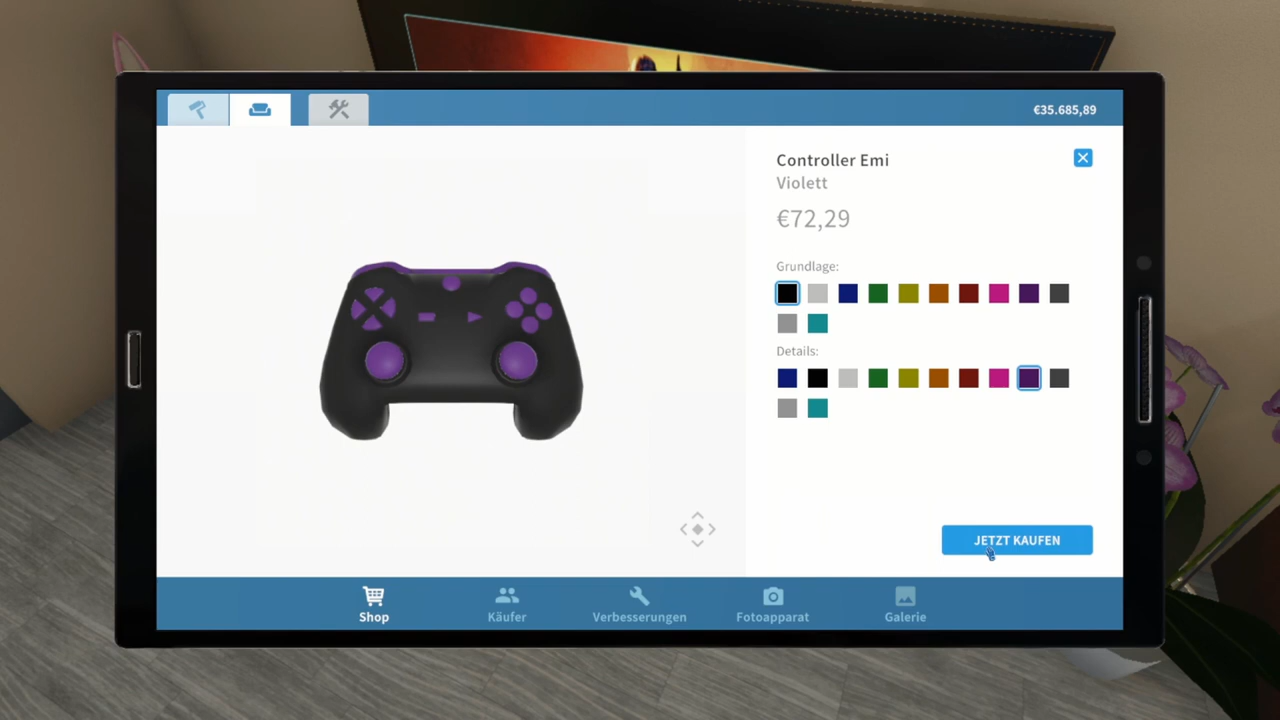 €35.685,89
Controller Emi
Violett
€72,29
Grundlage:
Details:
JETZT KAUFEN
Shop
Käufer
Verbesserungen
Fotoapparat
Galerie